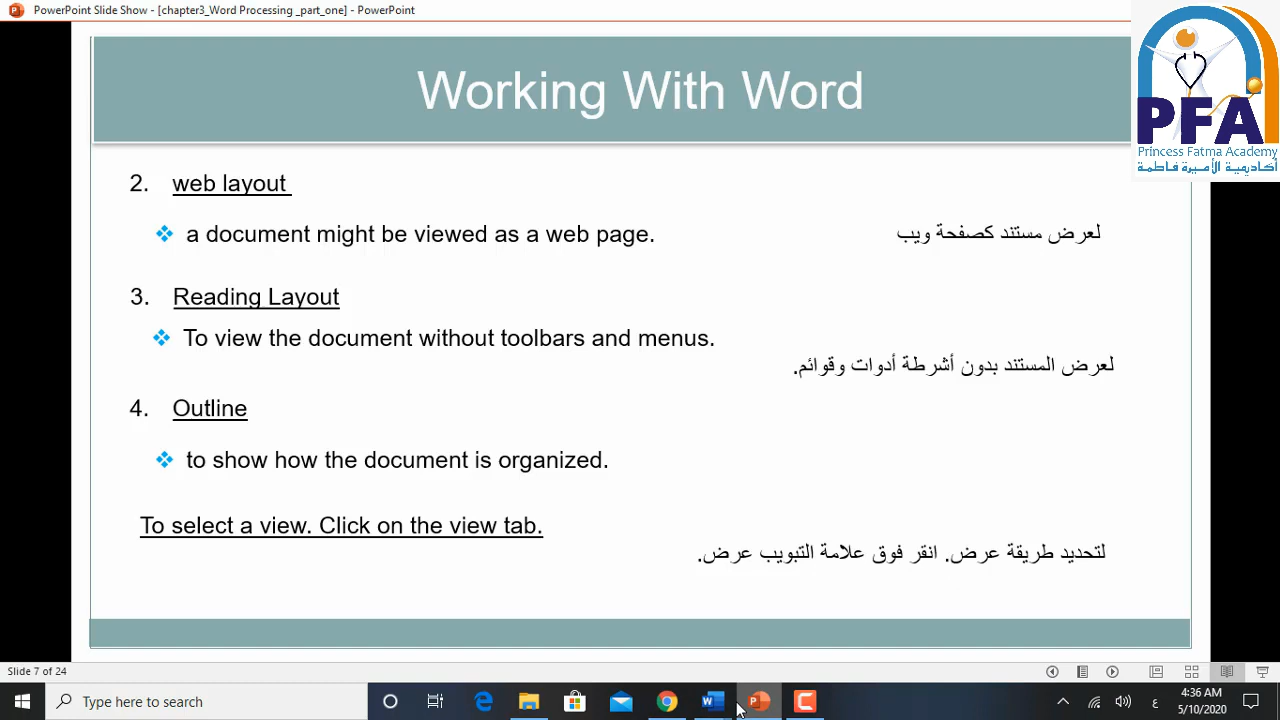 PowerPoint Slide Show - [chapter3_Word Processing _part_one] - PowerPoint
PFA
Princess Fatma Academy
أكاديمية الأميرة فاطمة
Working With Word
2. web layout
❖ a document might be viewed as a web page.
لعرض مستند كصفحة ويب
3. Reading Layout
❖ To view the document without toolbars and menus.
لعرض المستند بدون أشرطة أدوات وقوائم.
4. Outline
❖ to show how the document is organized.
To select a view. Click on the view tab.
لتحديد طريقة عرض. انقر فوق علامة التبويب عرض.
Slide 7 of 24
Type here to search
ع
4:36 AM
5/10/2020